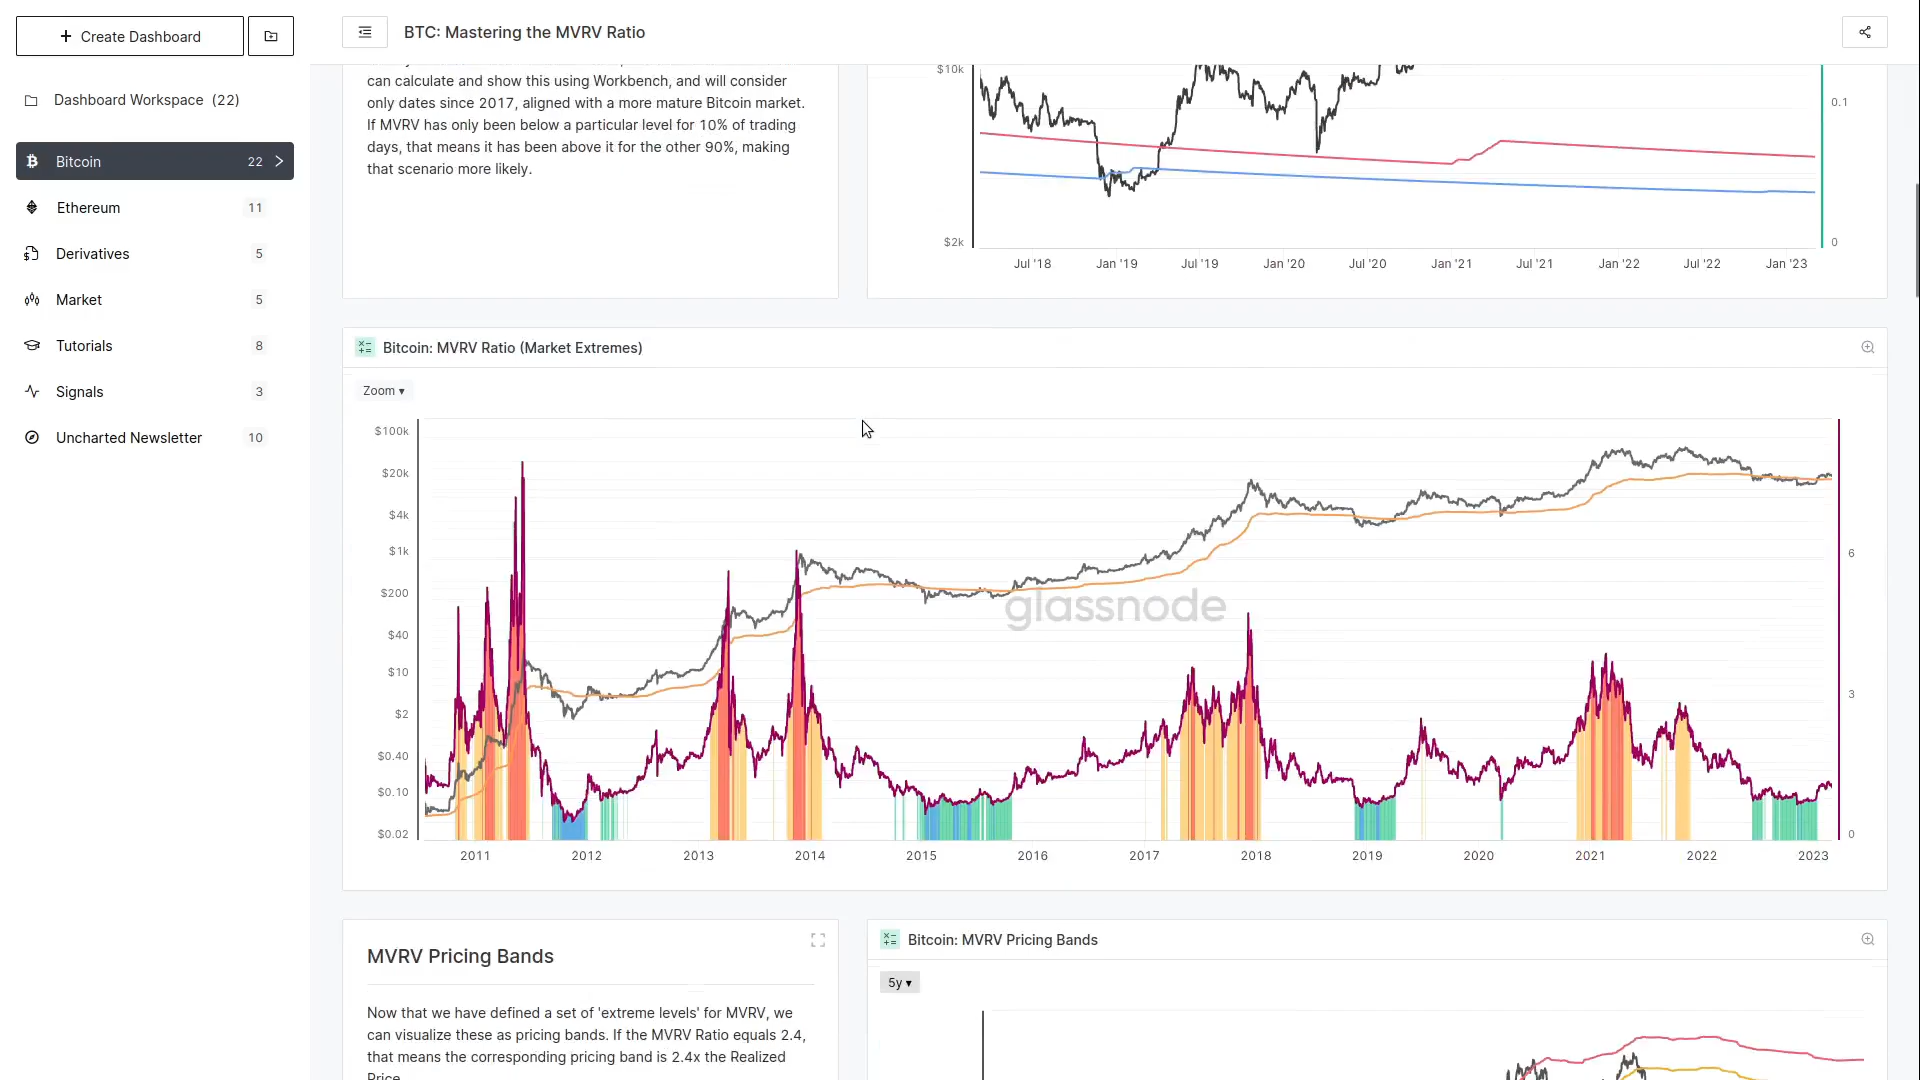 Create Dashboard
BTC: Mastering the MVRV Ratio
Dashboard Workspace (22)
Bitcoin 22
Ethereum 11
Derivatives 5
Market 5
Tutorials 8
Signals 3
Uncharted Newsletter 10
can calculate and show this using Workbench, and will consider
only dates since 2017, aligned with a more mature Bitcoin market.
If MVRV has only been below a particular level for 10% of trading
days, that means it has been above it for the other 90%, making
that scenario more likely.
$10k
0.1
$2k
0
Jul '18 Jan '19 Jul '19 Jan '20 Jul '20 Jan '21 Jul '21 Jan '22 Jul '22 Jan '23
Bitcoin: MVRV Ratio (Market Extremes)
Zoom ▾
$100k
$20k
$4k
$1k
6
$200
glassnode
$40
$10
3
$2
$0.40
$0.10
$0.02
0
2011 2012 2013 2014 2015 2016 2017 2018 2019 2020 2021 2022 2023
MVRV Pricing Bands
Now that we have defined a set of 'extreme levels' for MVRV, we
can visualize these as pricing bands. If the MVRV Ratio equals 2.4,
that means the corresponding pricing band is 2.4x the Realized
Price.
Bitcoin: MVRV Pricing Bands
5y ▾